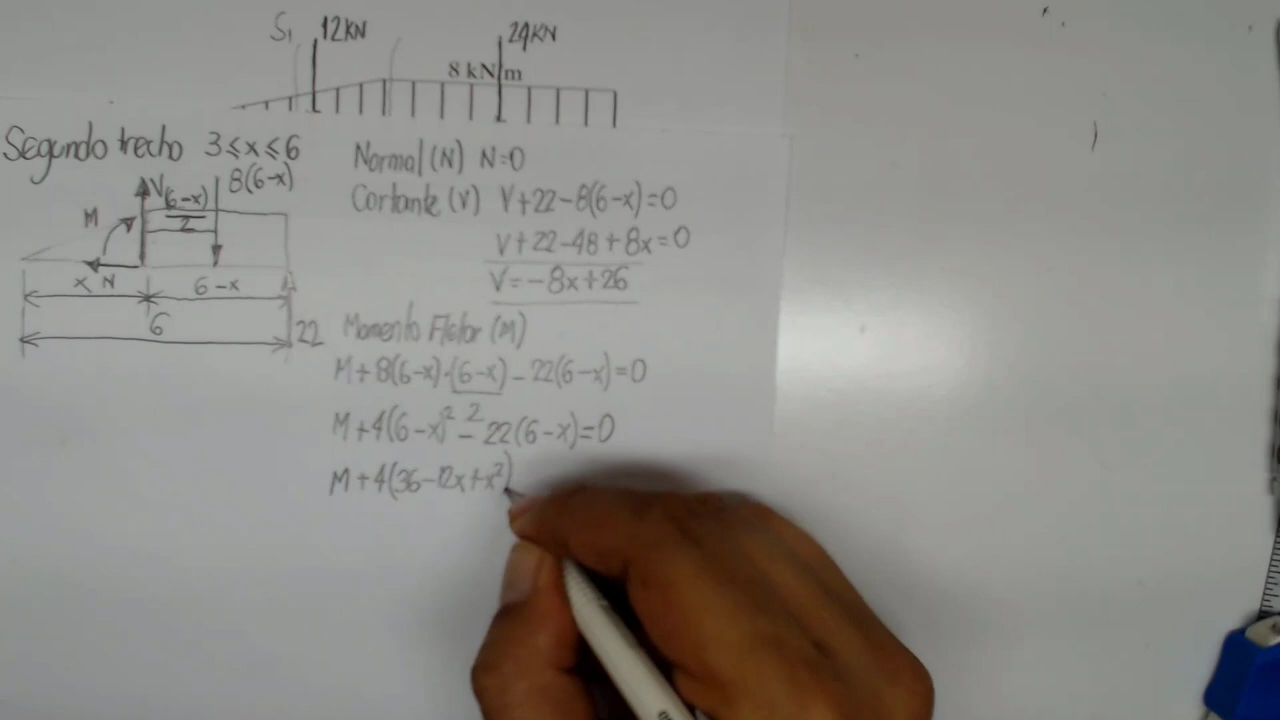 S₁ 12KN 24KN
8 kN/m
Segundo trecho 3≤x≤6
V (6-x)/2 8(6-x)
M
N
x 6-x
6
22
Normal (N) N=0
Cortante (V) V+22-8(6-x)=0
V+22-48+8x=0
V=-8x+26
Momento Fletor (M)
M+8(6-x)·(6-x)/2-22(6-x)=0
M+4(6-x)²-22(6-x)=0
M+4(36-12x+x²)